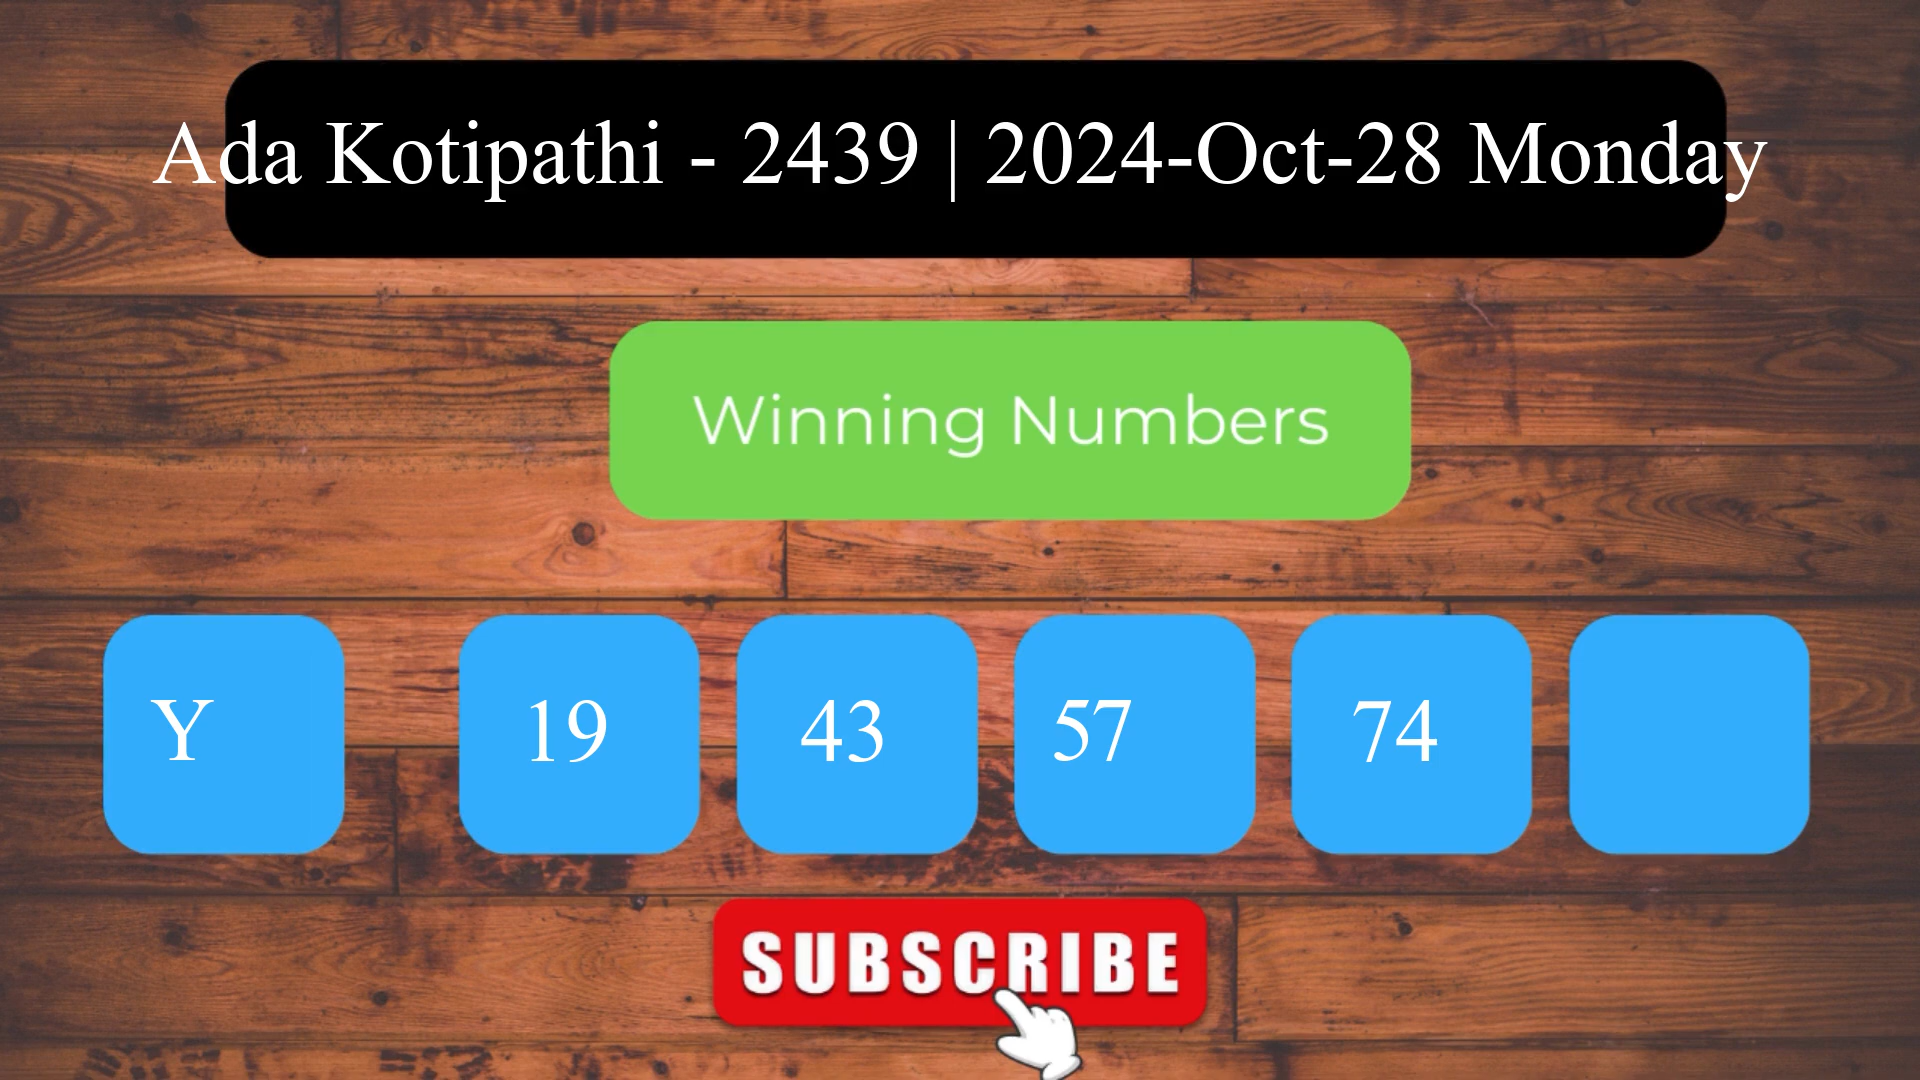 Ada Kotipathi - 2439 | 2024-Oct-28 Monday
Winning Numbers
Y 19 43 57 74
SUBSCRIBE